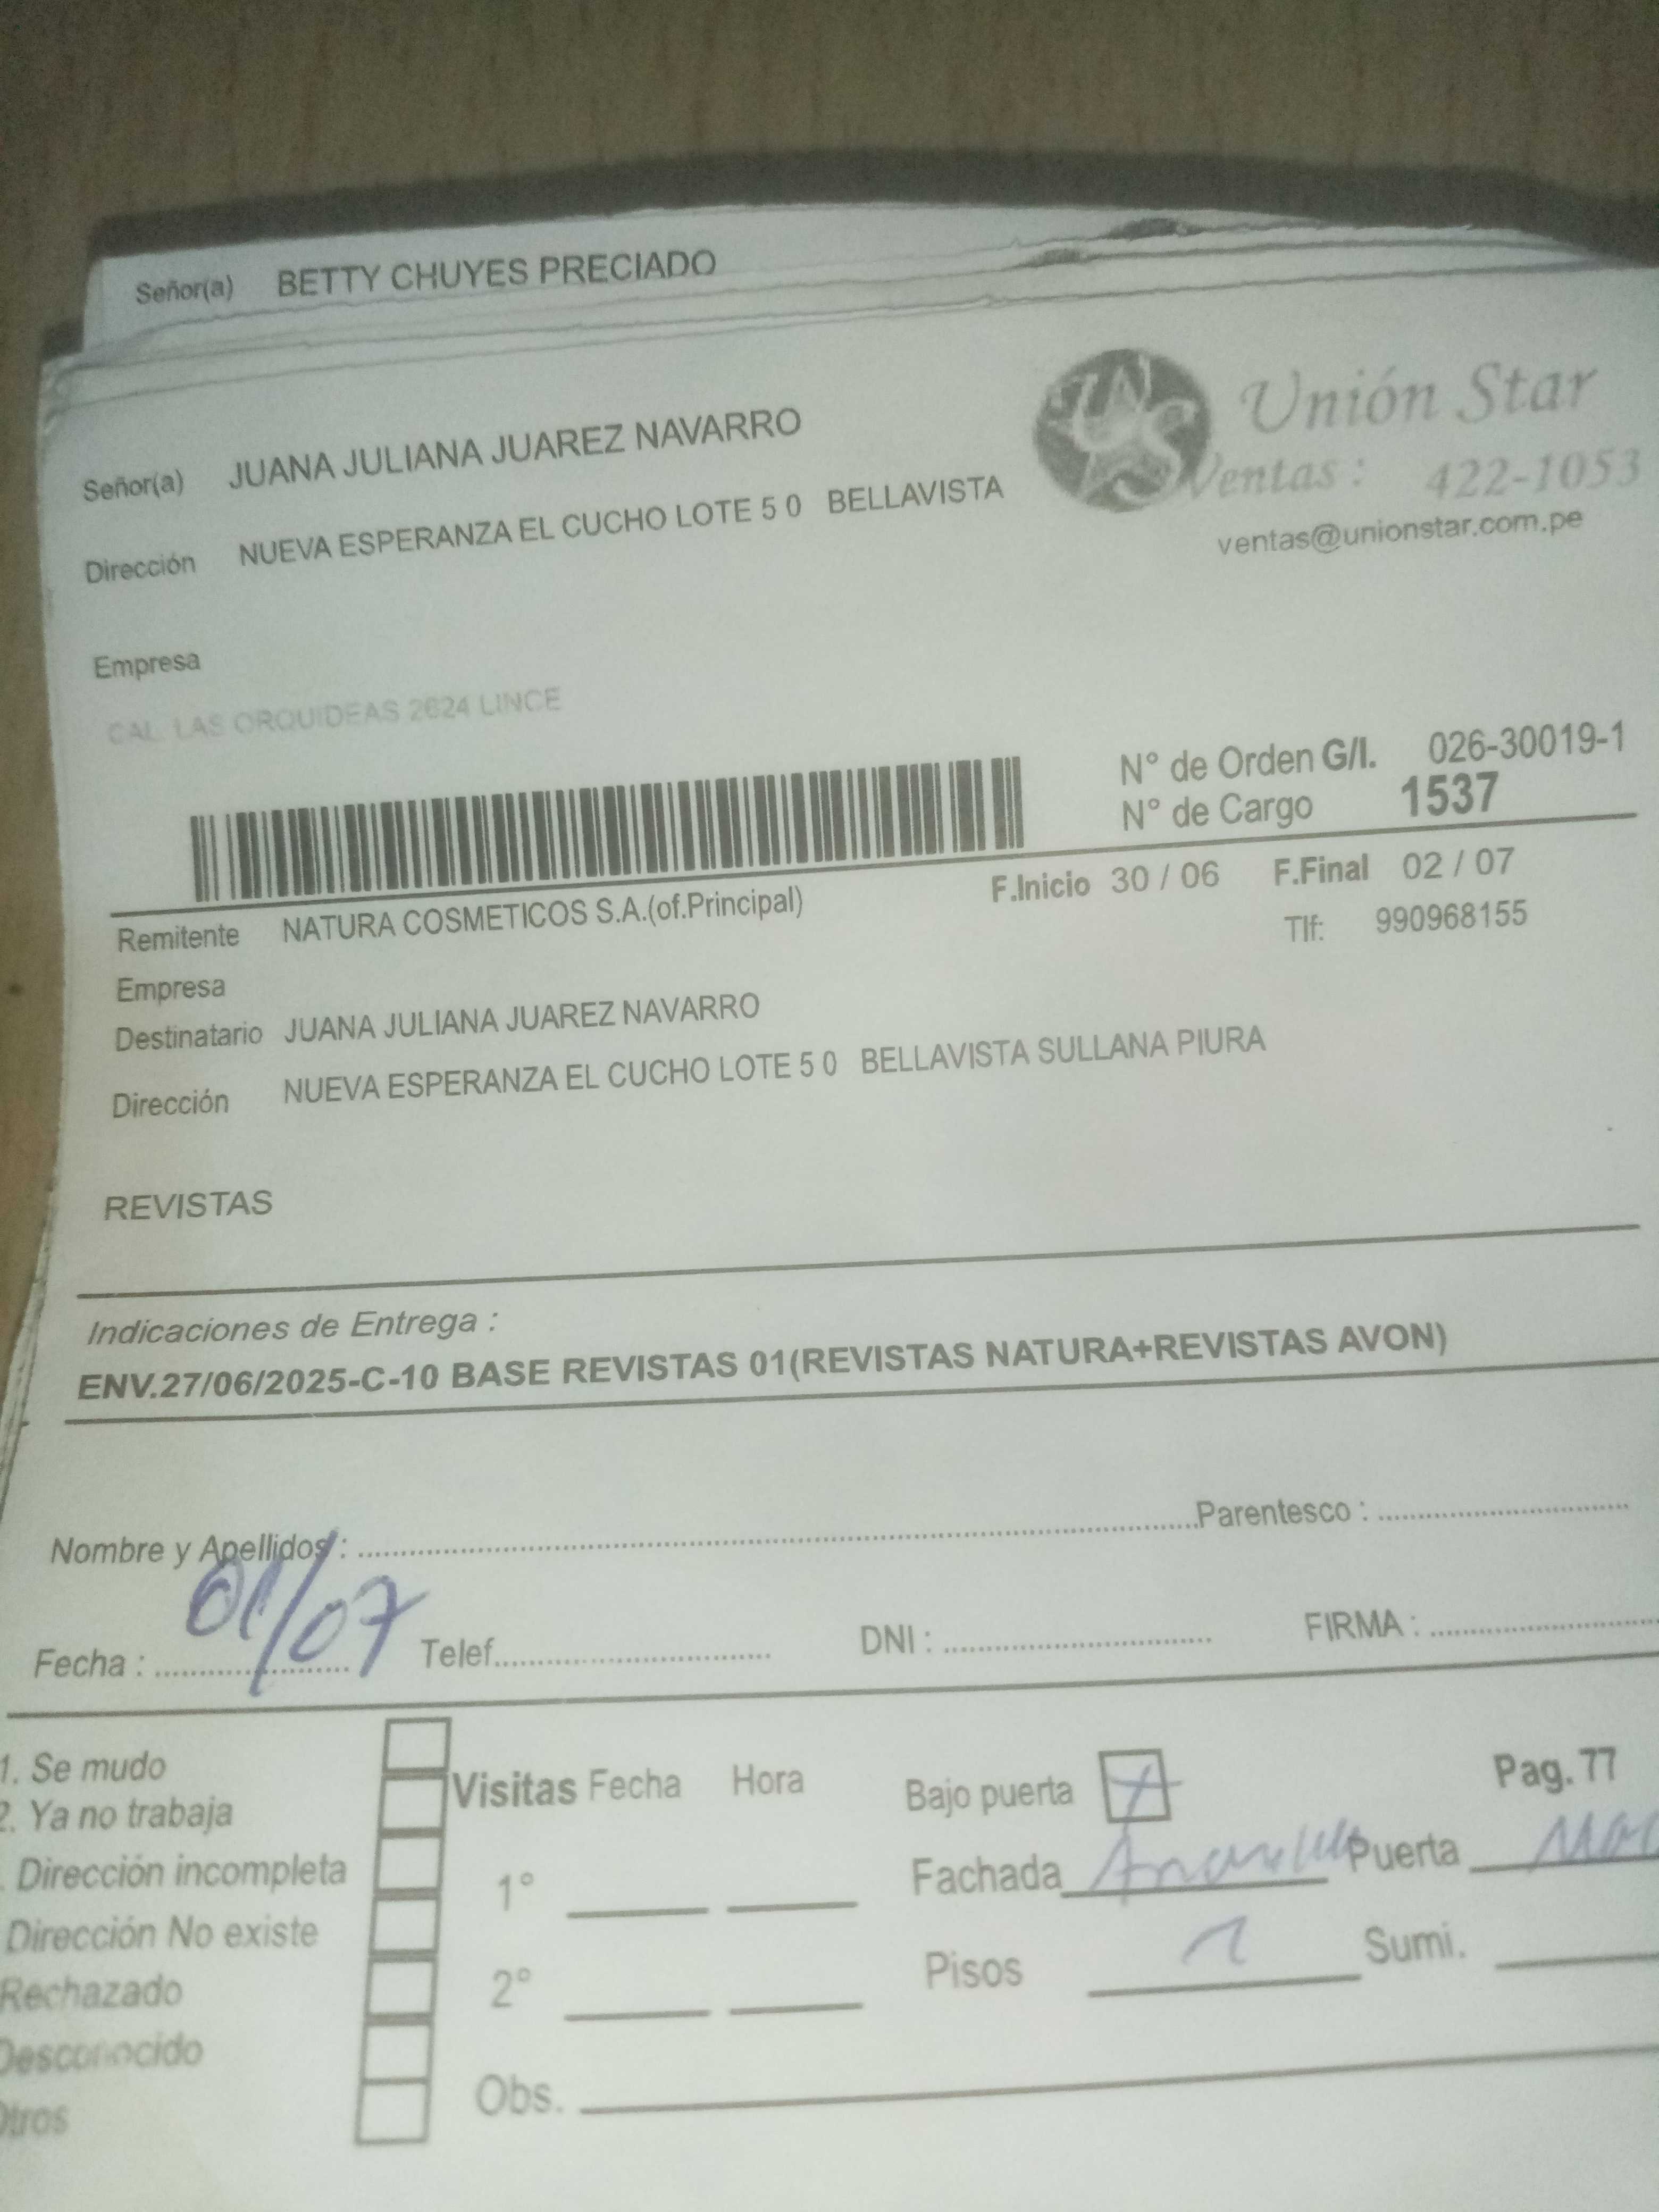 Señor(a) BETTY CHUYES PRECIADO
Unión Star
Señor(a) JUANA JULIANA JUAREZ NAVARRO
Ventas : 422-1053
Dirección NUEVA ESPERANZA EL CUCHO LOTE 5 0 BELLAVISTA
ventas@unionstar.com.pe
Empresa
CAL LAS ORQUIDEAS 2624 LINCE
N° de Orden G/I. 026-30019-1
N° de Cargo 1537
F.Inicio 30 / 06 F.Final 02 / 07
Remitente NATURA COSMETICOS S.A.(of.Principal)
Tlf: 990968155
Empresa
Destinatario JUANA JULIANA JUAREZ NAVARRO
Dirección NUEVA ESPERANZA EL CUCHO LOTE 5 0 BELLAVISTA SULLANA PIURA
REVISTAS
Indicaciones de Entrega :
ENV.27/06/2025-C-10 BASE REVISTAS 01(REVISTAS NATURA+REVISTAS AVON)
Nombre y Apellidos : Parentesco :
Fecha : 01/07 Telef. DNI : FIRMA :
1. Se mudo
2. Ya no trabaja
. Dirección incompleta
Dirección No existe
Rechazado
Desconocido
Otros
Visitas Fecha Hora
1°
2°
Obs.
Bajo puerta X Pag. 77
Fachada Puerta
Pisos 1 Sumi.